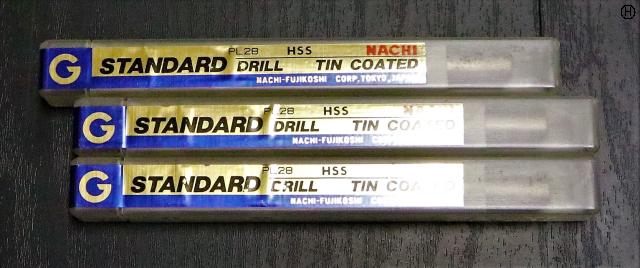 H
G
PL28 HSS NACHI
STANDARD DRILL TIN COATED
NACHI-FUJIKOSHI CORP,TOKYO,JAPAN
G
PL28 HSS NACHI
STANDARD DRILL TIN COATED
NACHI-FUJIKOSHI
G
PL28 HSS
STANDARD DRILL TIN COATED
NACHI-FUJIKOSHI